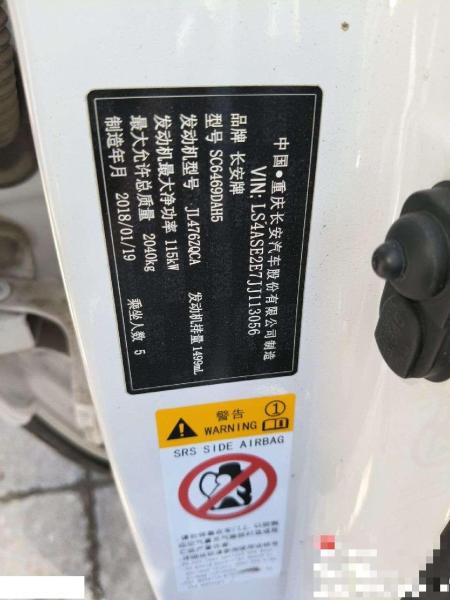 中国•重庆长安汽车股份有限公司制造
VIN: LS4ASE2E7JJ113056
品牌 长安牌
型号 SC6469DAH5
发动机型号 JL476ZQCA 发动机排量 1499mL
发动机最大净功率 115kW
最大允许总质量 2040kg
制造年月 2018/01/19 乘坐人数 5
警告
WARNING
SRS SIDE AIRBAG